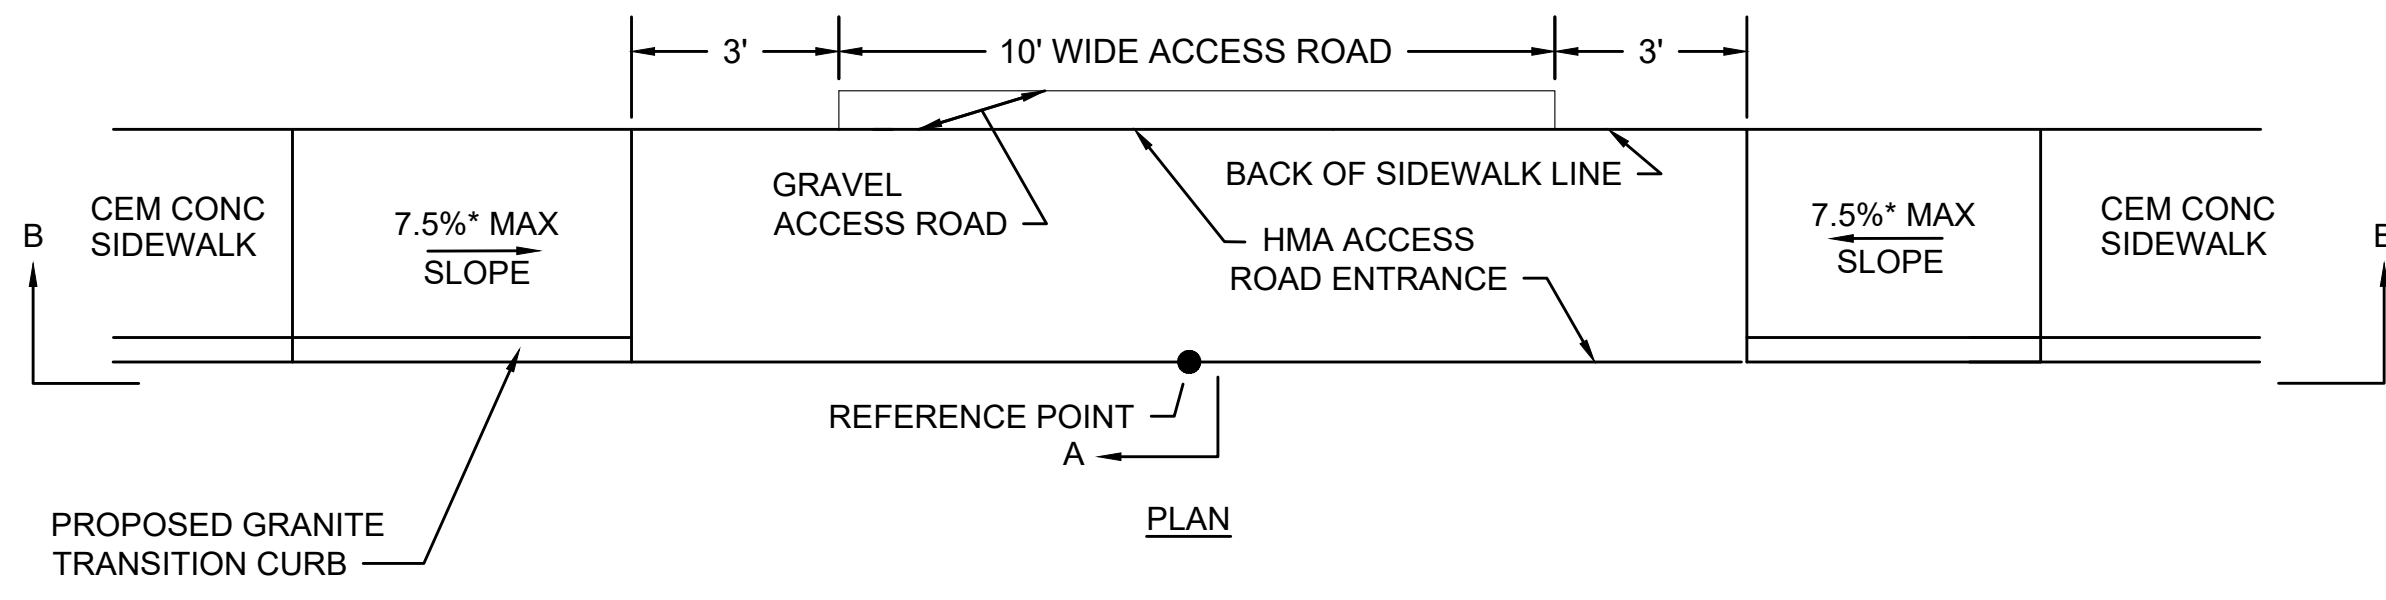 3' 10' WIDE ACCESS ROAD 3'
GRAVEL
ACCESS ROAD
BACK OF SIDEWALK LINE
CEM CONC
SIDEWALK
7.5%* MAX
SLOPE
HMA ACCESS
ROAD ENTRANCE
7.5%* MAX
SLOPE
CEM CONC
SIDEWALK
B
REFERENCE POINT
A
PROPOSED GRANITE
TRANSITION CURB
PLAN